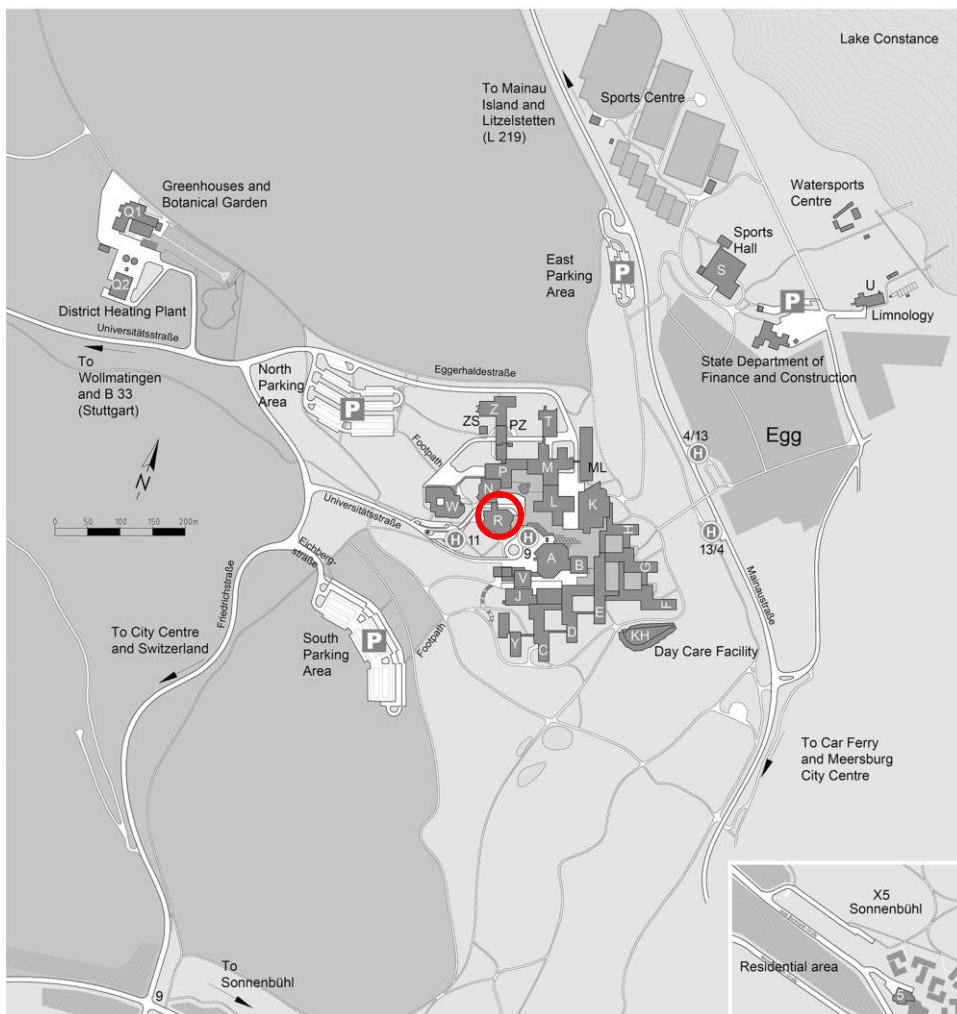 Lake Constance
To Mainau
Island and
Litzelstetten
(L 219)
Sports Centre
Greenhouses and
Botanical Garden
Watersports
Centre
Q1
Sports
Hall
East
Parking
Area
P
S
Q2
P
U
District Heating Plant
Limnology
Universitätsstraße
State Department of
Finance and Construction
To
Wollmatingen
and B 33
(Stuttgart)
North
Parking
Area
P
Eggerhaldestraße
Z
ZS
PZ
T
Footpath
4/13
H
Egg
P
M
ML
N
W
L
K
R
N
0 50 100 150 200m
Universitätsstraße
H
11
H
9
H
H
13/4
A
B
G
Eichberg-
straße
V
J
E
F
Friedrichstraße
Mainaustraße
To City Centre
and Switzerland
South
Parking
Area
P
Footpath
Y
C
D
KH
Day Care Facility
To Car Ferry
and Meersburg
City Centre
X5
Sonnenbühl
Residential area
5
To
Sonnenbühl
9